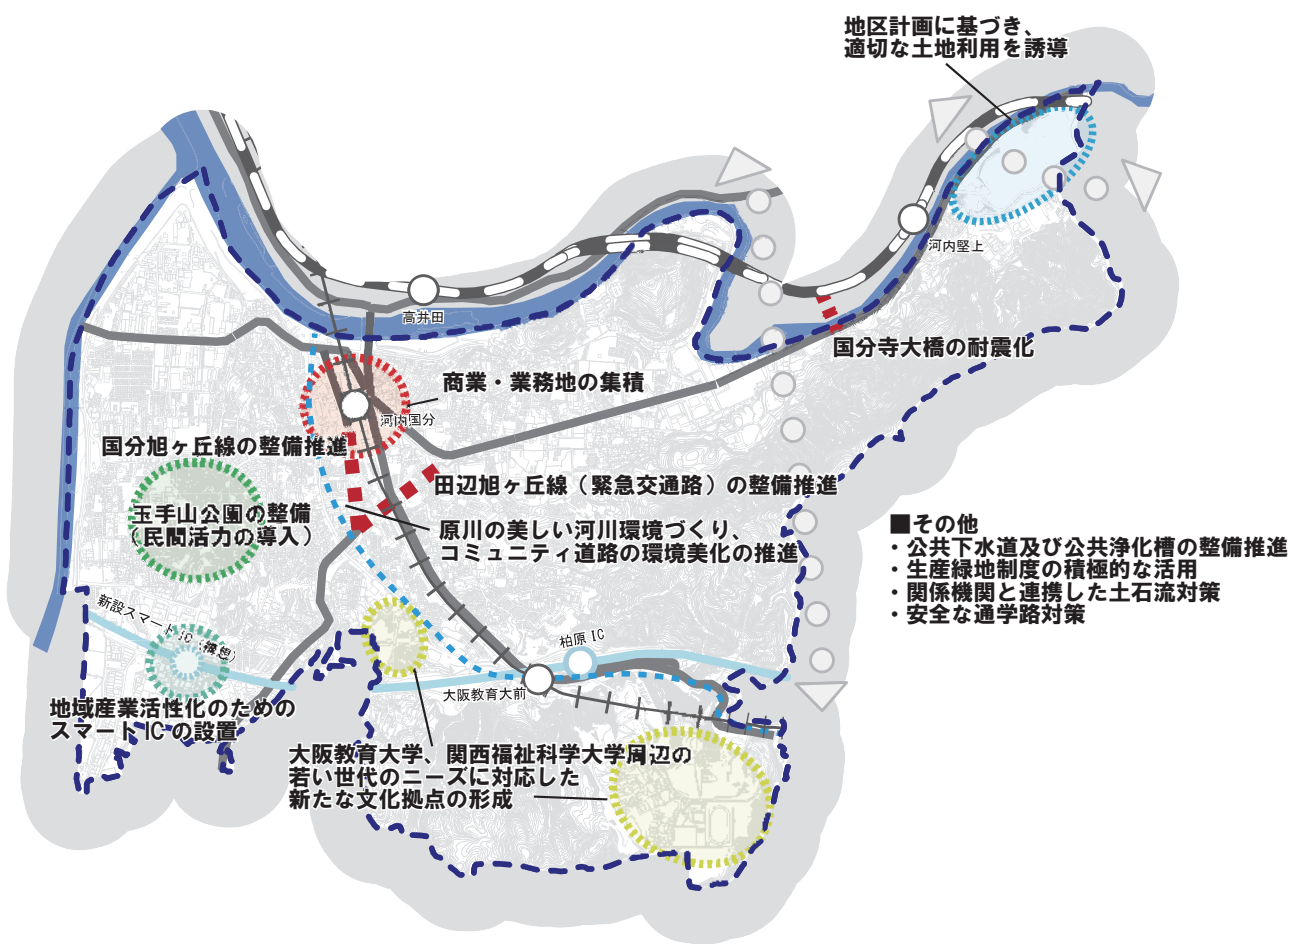 地区計画に基づき、
適切な土地利用を誘導
河内堅上
高井田
国分寺大橋の耐震化
商業・業務地の集積
河内国分
国分旭ヶ丘線の整備推進
田辺旭ヶ丘線（緊急交通路）の整備推進
玉手山公園の整備
（民間活力の導入）
原川の美しい河川環境づくり、
コミュニティ道路の環境美化の推進
■その他
・公共下水道及び公共浄化槽の整備推進
・生産緑地制度の積極的な活用
・関係機関と連携した土石流対策
・安全な通学路対策
新設スマートIC（構想）
柏原IC
大阪教育大前
地域産業活性化のための
スマートICの設置
大阪教育大学、関西福祉科学大学周辺の
若い世代のニーズに対応した
新たな文化拠点の形成